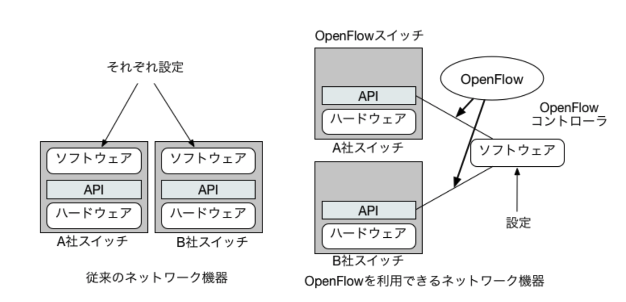 それぞれ設定
ソフトウェア
API
ハードウェア
A社スイッチ
ソフトウェア
API
ハードウェア
B社スイッチ
従来のネットワーク機器
OpenFlowスイッチ
API
ハードウェア
A社スイッチ
API
ハードウェア
B社スイッチ
OpenFlow
OpenFlow
コントローラ
ソフトウェア
設定
OpenFlowを利用できるネットワーク機器